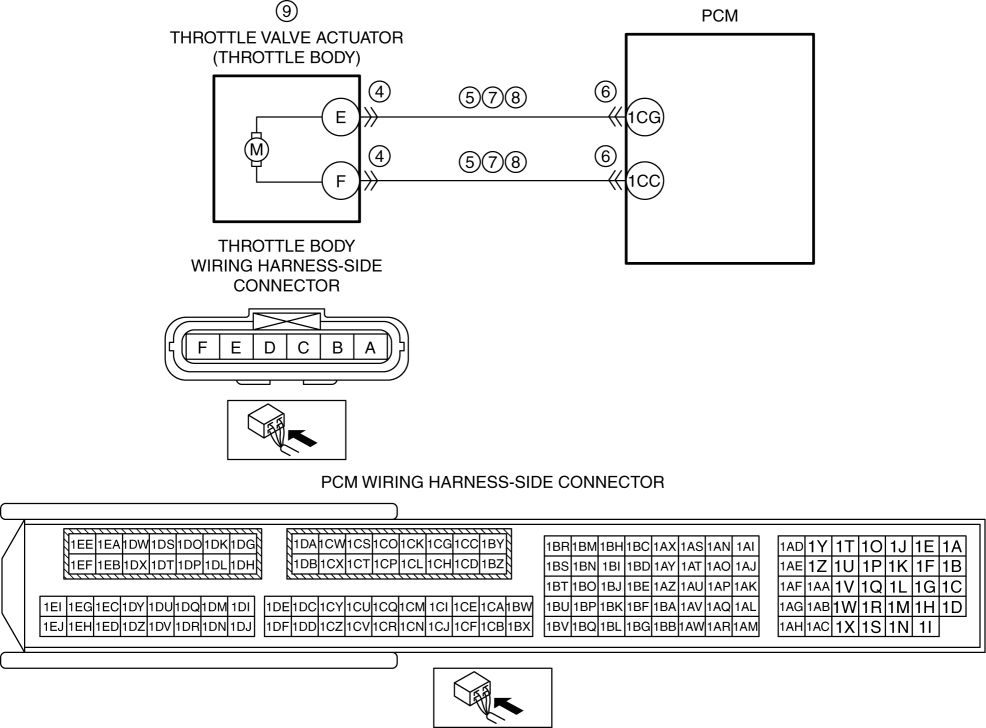 ⑨
THROTTLE VALVE ACTUATOR
(THROTTLE BODY)
PCM
④ ⑤⑦⑧ ⑥
E 1CG
M
④ ⑤⑦⑧ ⑥
F 1CC
THROTTLE BODY
WIRING HARNESS-SIDE
CONNECTOR
F E D C B A
PCM WIRING HARNESS-SIDE CONNECTOR
1EE 1EA 1DW 1DS 1DO 1DK 1DG
1EF 1EB 1DX 1DT 1DP 1DL 1DH
1EI 1EG 1EC 1DY 1DU 1DQ 1DM 1DI
1EJ 1EH 1ED 1DZ 1DV 1DR 1DN 1DJ
1DA 1CW 1CS 1CO 1CK 1CG 1CC 1BY
1DB 1CX 1CT 1CP 1CL 1CH 1CD 1BZ
1DE 1DC 1CY 1CU 1CQ 1CM 1CI 1CE 1CA 1BW
1DF 1DD 1CZ 1CV 1CR 1CN 1CJ 1CF 1CB 1BX
1BR 1BM 1BH 1BC 1AX 1AS 1AN 1AI
1BS 1BN 1BI 1BD 1AY 1AT 1AO 1AJ
1BT 1BO 1BJ 1BE 1AZ 1AU 1AP 1AK
1BU 1BP 1BK 1BF 1BA 1AV 1AQ 1AL
1BV 1BQ 1BL 1BG 1BB 1AW 1AR 1AM
1AD 1Y 1T 1O 1J 1E 1A
1AE 1Z 1U 1P 1K 1F 1B
1AF 1AA 1V 1Q 1L 1G 1C
1AG 1AB 1W 1R 1M 1H 1D
1AH 1AC 1X 1S 1N 1I